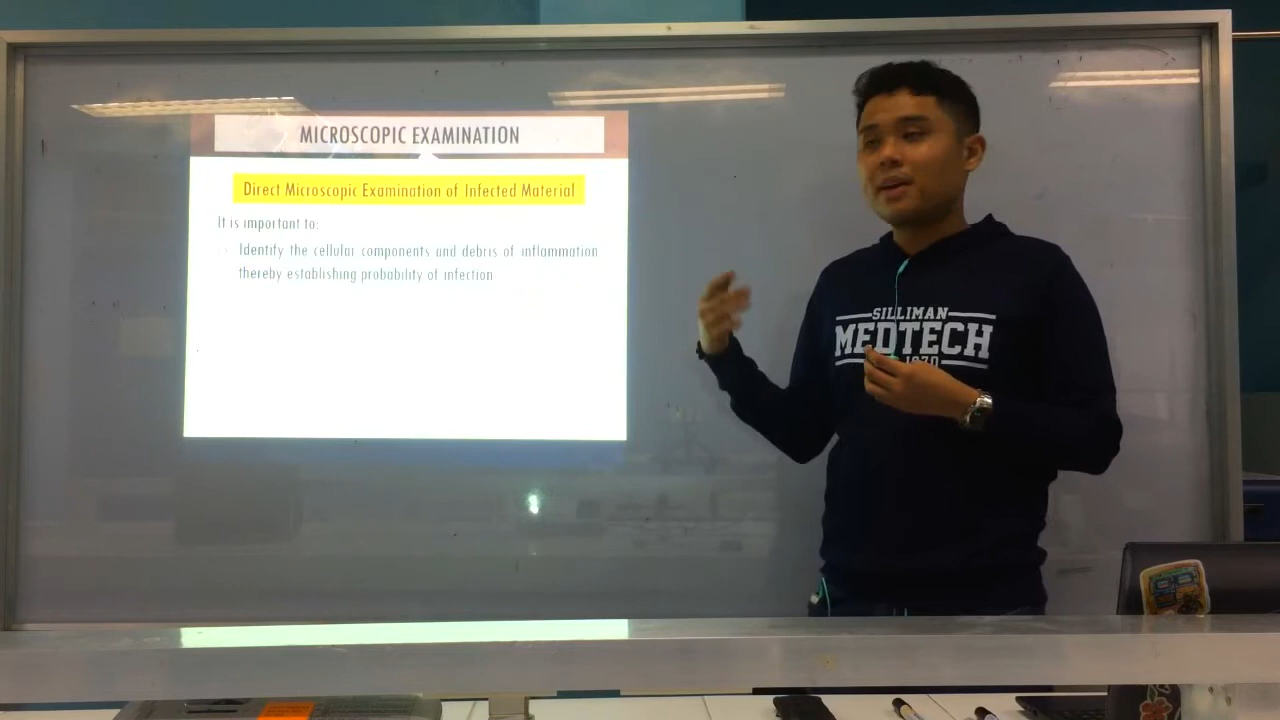 MICROSCOPIC EXAMINATION
Direct Microscopic Examination of Infected Material
It is important to:
Identify the cellular components and debris of inflammation
thereby establishing probability of infection
SILLIMAN
MEDTECH
1970